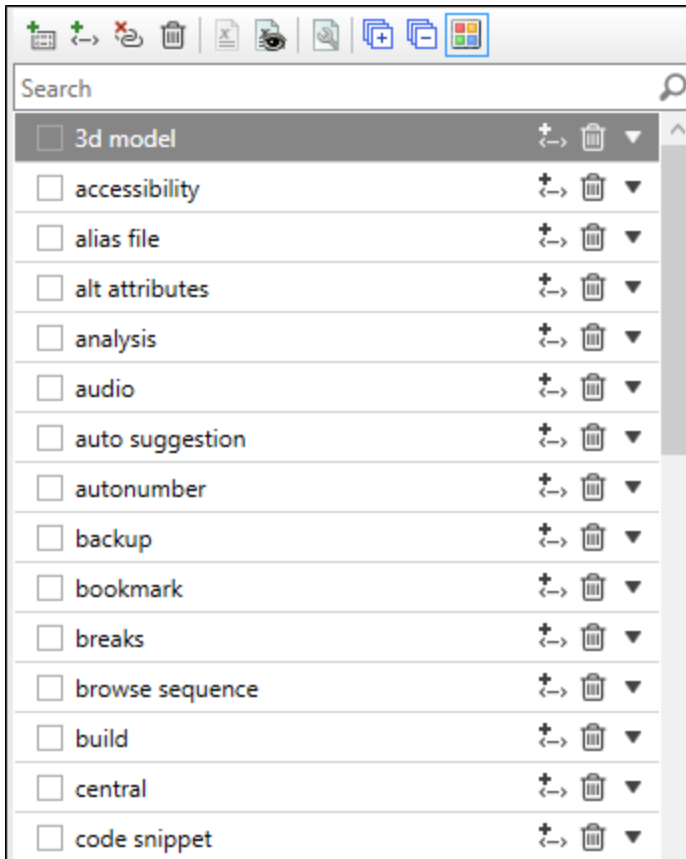 Search
3d model
accessibility
alias file
alt attributes
analysis
audio
auto suggestion
autonumber
backup
bookmark
breaks
browse sequence
build
central
code snippet